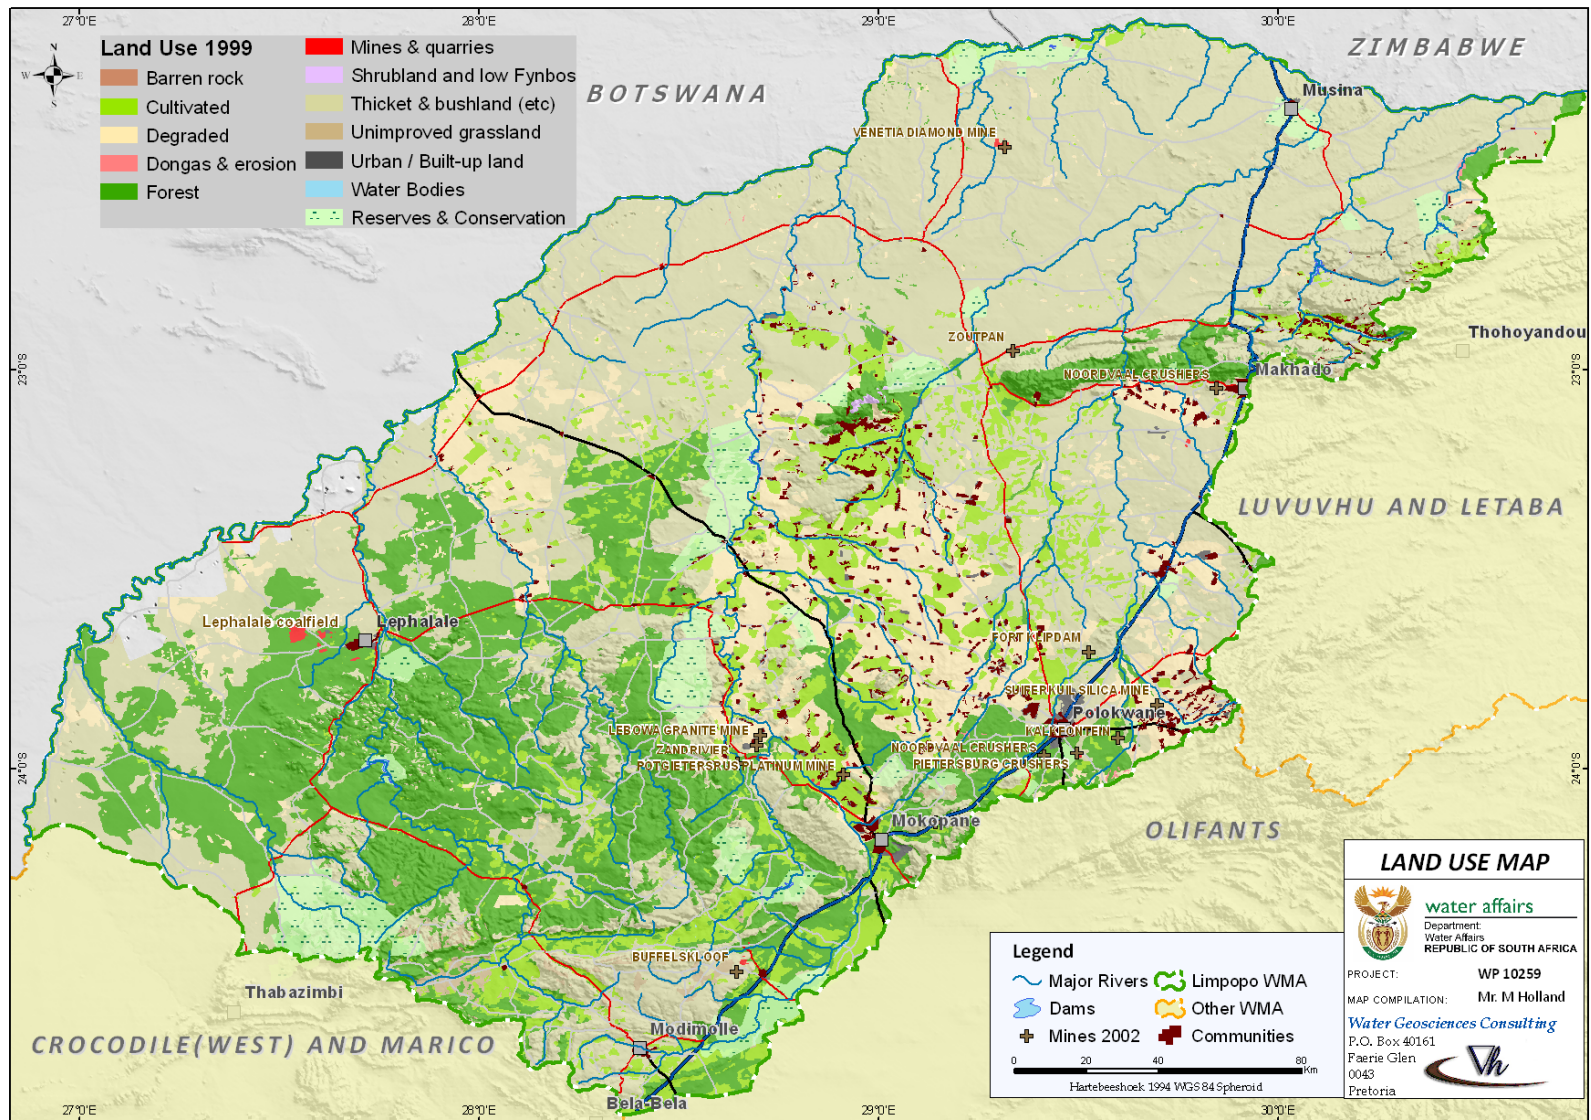 27°0'E
28°0'E
29°0'E
30°0'E
N
W
E
S
Land Use 1999
Barren rock
Cultivated
Degraded
Dongas & erosion
Forest
Mines & quarries
Shrubland and low Fynbos
Thicket & bushland (etc)
Unimproved grassland
Urban / Built-up land
Water Bodies
Reserves & Conservation
ZIMBABWE
BOTSWANA
Musina
VENETIA DIAMOND MINE
ZOUTPAN
Thohoyandou
23°0'S
23°0'S
NOORDVAAL CRUSHERS
Makhado
LUVUVHU AND LETABA
Lephalale coalfield
Lephalale
FORT KLIPDAM
SUIPERKUIL SILICA MINE
Polokwane
LEBOWA GRANITE MINE
KALKFONTEIN
ZANDRIVIER
NOORDVAAL CRUSHERS
POTGIETERSRUS PLATINUM MINE
PIETERSBURG CRUSHERS
24°0'S
24°0'S
Mokopane
OLIFANTS
BUFFELSKLOOF
Thabazimbi
Modimolle
CROCODILE(WEST) AND MARICO
Bela-Bela
Legend
Major Rivers
Dams
Mines 2002
Limpopo WMA
Other WMA
Communities
0
20
40
80
Km
Hartebeeshoek 1994 WGS 84 Spheroid
LAND USE MAP
water affairs
Department:
Water Affairs
REPUBLIC OF SOUTH AFRICA
PROJECT: WP 10259
MAP COMPILATION: Mr. M Holland
Water Geosciences Consulting
P.O. Box 40161
Faerie Glen
0043
Pretoria
27°0'E
28°0'E
29°0'E
30°0'E